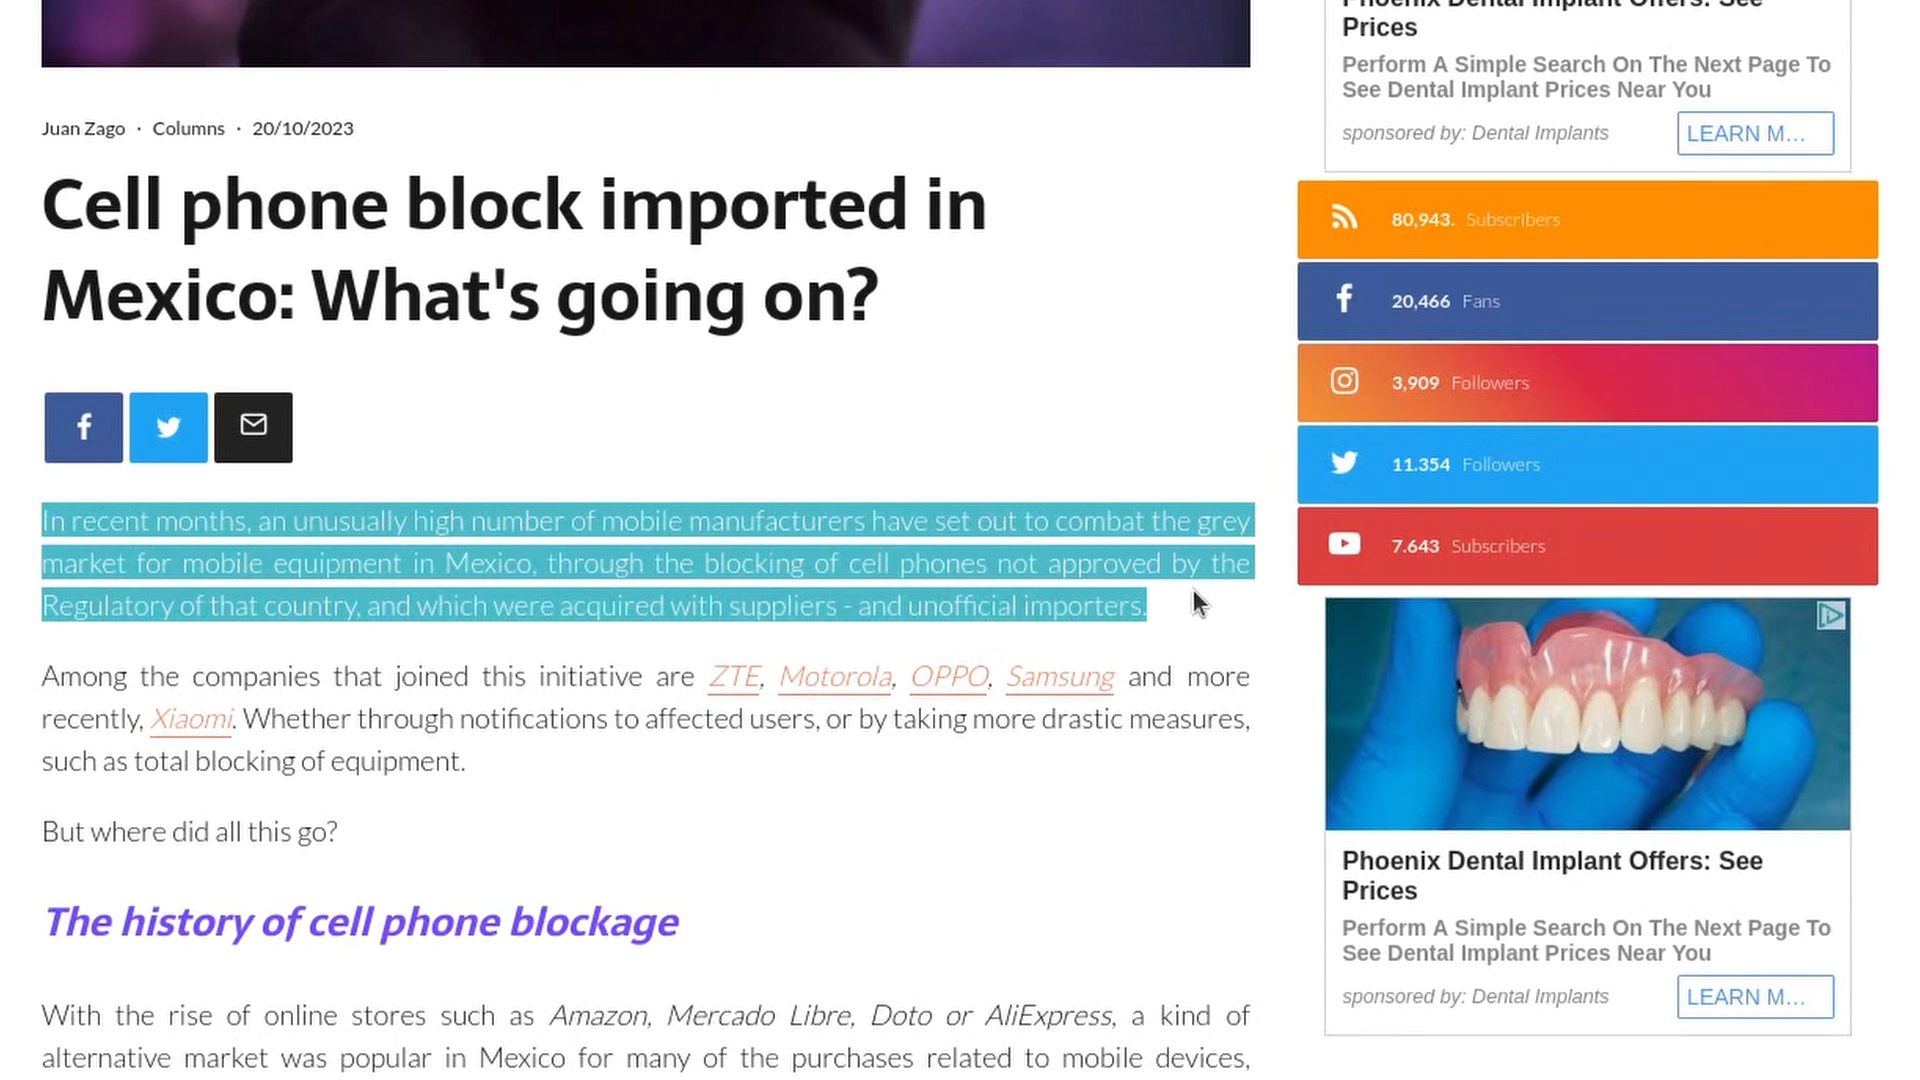 Phoenix Dental Implant Offers: See
Prices
Perform A Simple Search On The Next Page To
See Dental Implant Prices Near You
sponsored by: Dental Implants
LEARN M...
Juan Zago · Columns · 20/10/2023
Cell phone block imported in
Mexico: What's going on?
80,943. Subscribers
20,466 Fans
3,909 Followers
11.354 Followers
7.643 Subscribers
In recent months, an unusually high number of mobile manufacturers have set out to combat the grey
market for mobile equipment in Mexico, through the blocking of cell phones not approved by the
Regulatory of that country, and which were acquired with suppliers - and unofficial importers.
Among the companies that joined this initiative are ZTE, Motorola, OPPO, Samsung and more
recently, Xiaomi. Whether through notifications to affected users, or by taking more drastic measures,
such as total blocking of equipment.
But where did all this go?
The history of cell phone blockage
With the rise of online stores such as Amazon, Mercado Libre, Doto or AliExpress, a kind of
alternative market was popular in Mexico for many of the purchases related to mobile devices,
Phoenix Dental Implant Offers: See
Prices
Perform A Simple Search On The Next Page To
See Dental Implant Prices Near You
sponsored by: Dental Implants
LEARN M...